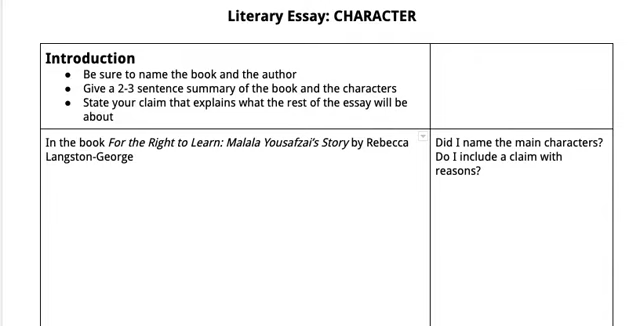 Literary Essay: CHARACTER
Introduction
● Be sure to name the book and the author
● Give a 2-3 sentence summary of the book and the characters
● State your claim that explains what the rest of the essay will be
about
In the book For the Right to Learn: Malala Yousafzai's Story by Rebecca
Langston-George
Did I name the main characters?
Do I include a claim with
reasons?